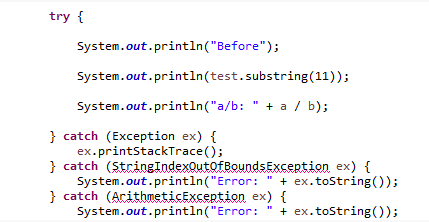 try {
System.out.println("Before");
System.out.println(test.substring(11));
System.out.println("a/b: " + a / b);
} catch (Exception ex) {
ex.printStackTrace();
} catch (StringIndexOutOfBoundsException ex) {
System.out.println("Error: " + ex.toString());
} catch (ArithmeticException ex) {
System.out.println("Error: " + ex.toString());